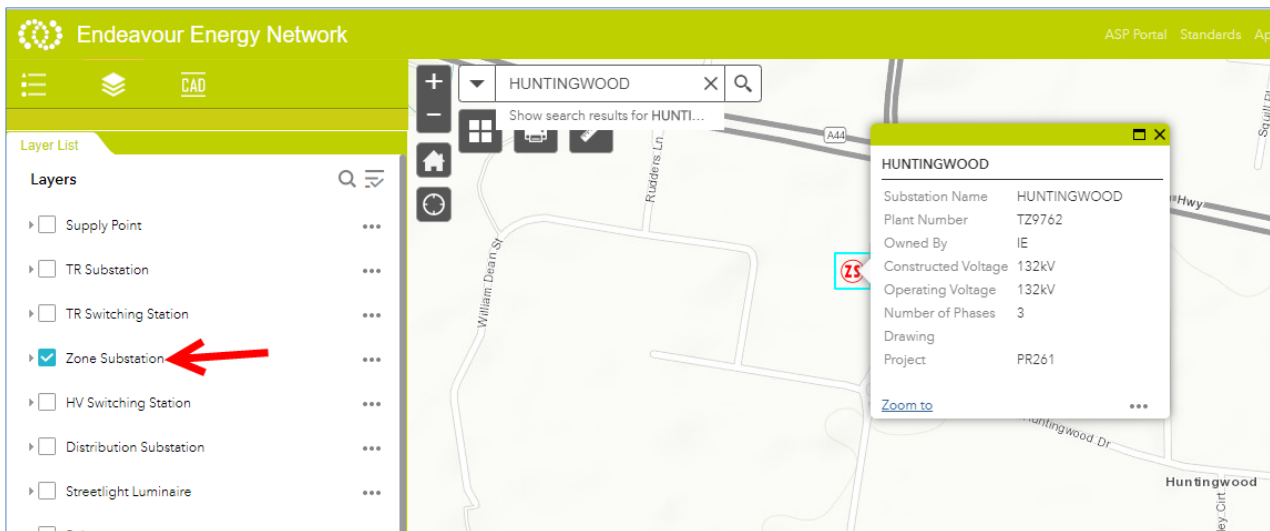 Endeavour Energy Network
ASP Portal Standards
CAD
Layer List
Layers
Supply Point
TR Substation
TR Switching Station
Zone Substation
HV Switching Station
Distribution Substation
Streetlight Luminaire
HUNTINGWOOD
Show search results for HUNTI...
A44
Rudders Ln
William Dean St
ZS
HUNTINGWOOD
Substation Name HUNTINGWOOD
Plant Number TZ9762
Owned By IE
Constructed Voltage 132kV
Operating Voltage 132kV
Number of Phases 3
Drawing
Project PR261
Zoom to
Hwy
Squill Pl
Huntingwood Dr
Huntingwood